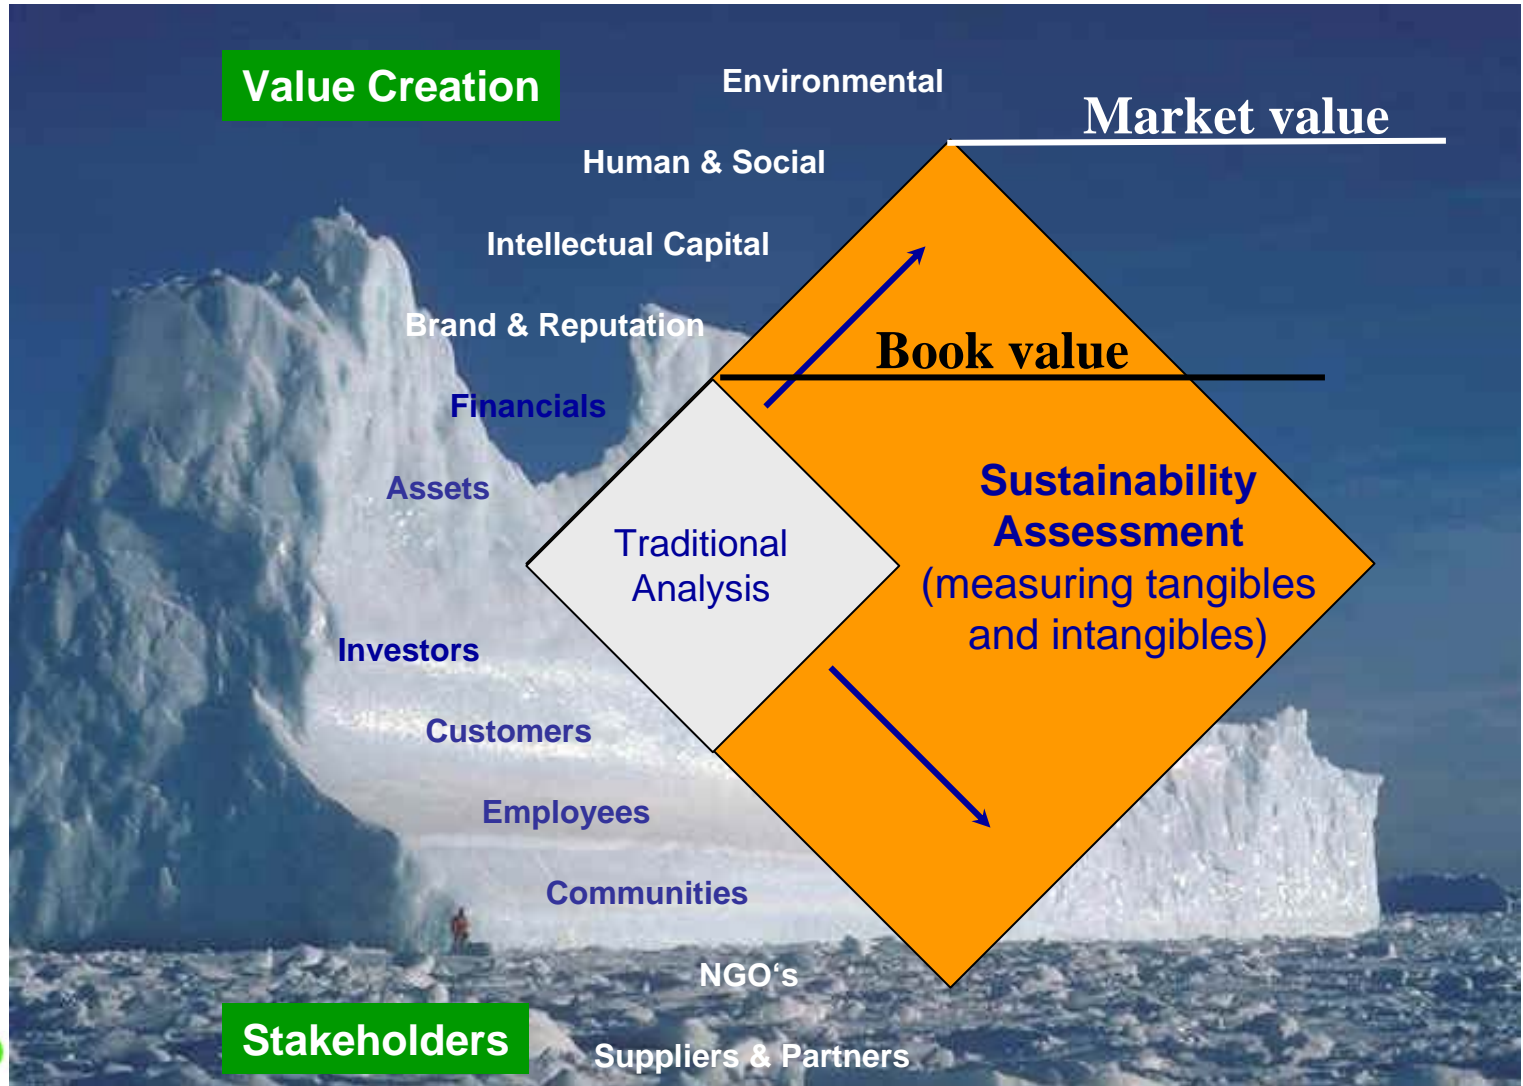 Value Creation
Environmental
Market value
Human & Social
Intellectual Capital
Brand & Reputation
Book value
Financials
Assets
Sustainability
Assessment
(measuring tangibles
and intangibles)
Traditional
Analysis
Investors
Customers
Employees
Communities
NGO‘s
Stakeholders
Suppliers & Partners